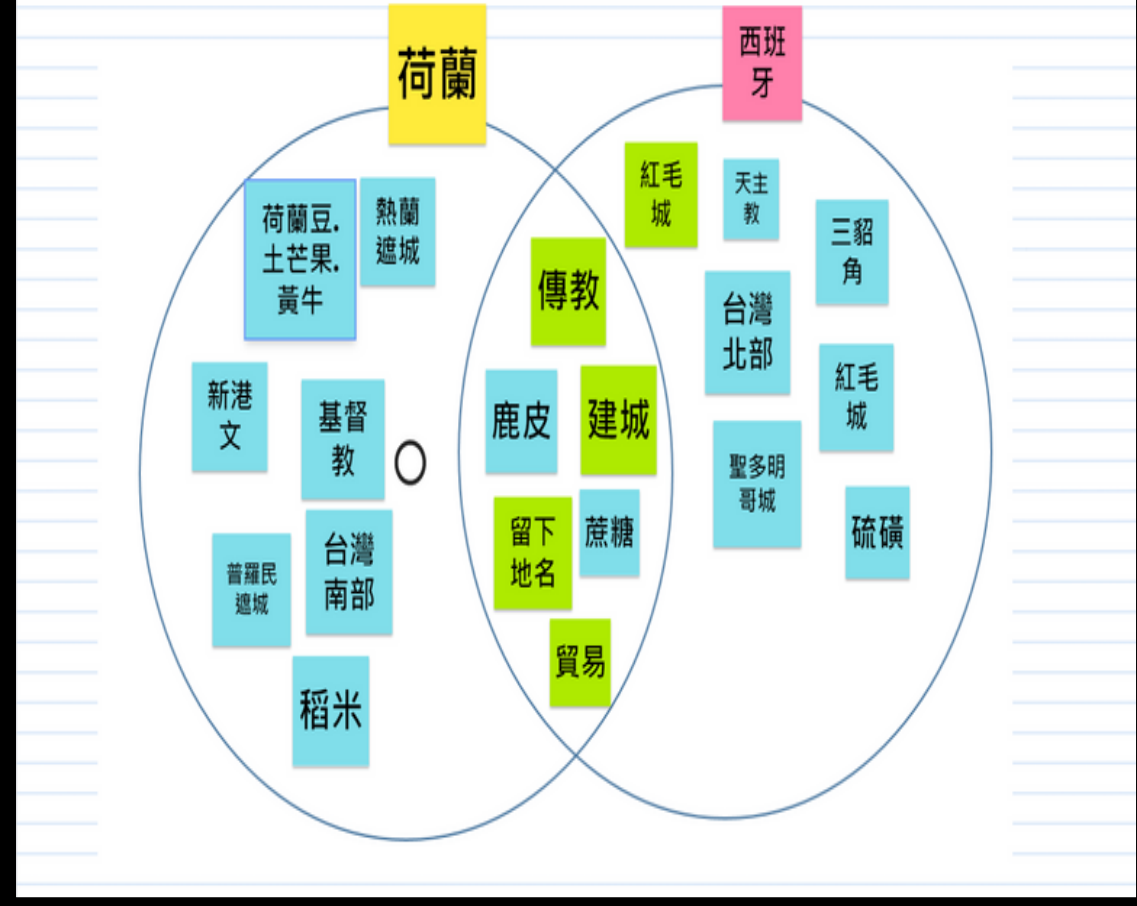 荷蘭
西班
牙
荷蘭豆.
土芒果.
黃牛
熱蘭
遮城
新港
文
基督
教
普羅民
遮城
台灣
南部
稻米
傳教
鹿皮
建城
留下
地名
蔗糖
貿易
紅毛
城
天主
教
三貂
角
台灣
北部
紅毛
城
聖多明
哥城
硫磺